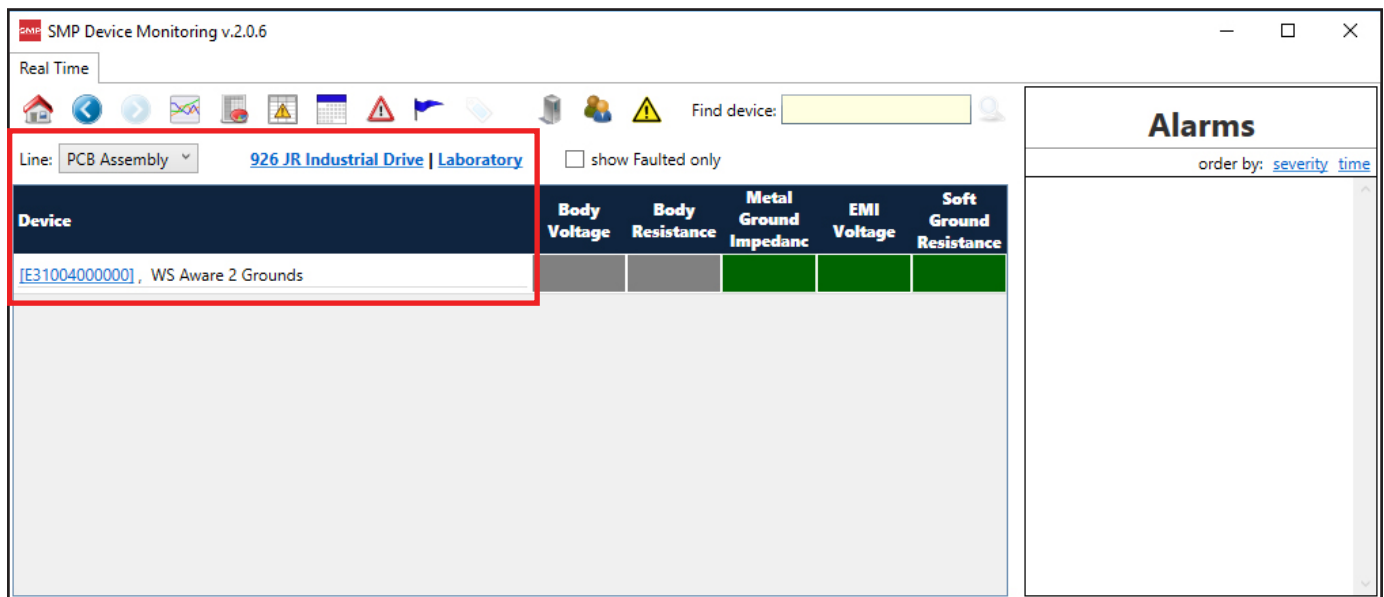 SMP SMP Device Monitoring v.2.0.6
Real Time
Find device:
Line: PCB Assembly 926 JR Industrial Drive | Laboratory show Faulted only
Device
Body Voltage
Body Resistance
Metal Ground Impedanc
EMI Voltage
Soft Ground Resistance
[E31004000000] , WS Aware 2 Grounds
Alarms
order by: severity time